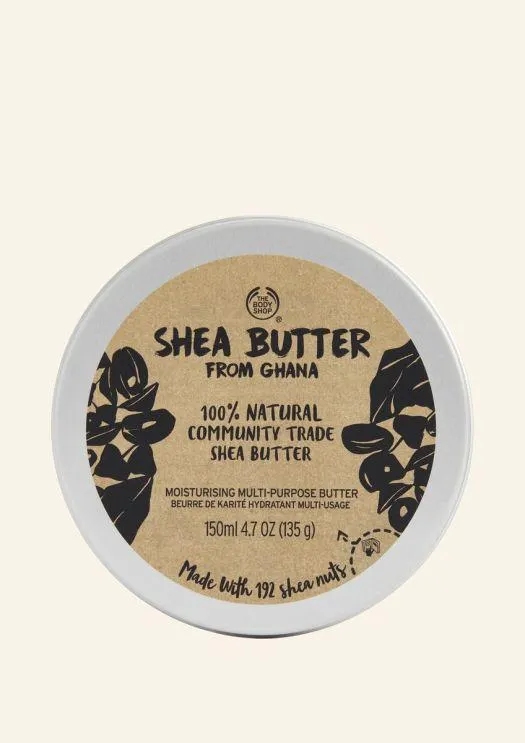 THE
BODY
SHOP
®
SHEA BUTTER
FROM GHANA
100% NATURAL
COMMUNITY TRADE
SHEA BUTTER
MOISTURISING MULTI-PURPOSE BUTTER
BEURRE DE KARITÉ HYDRATANT MULTI-USAGE
150ml 4.7 OZ (135 g)
Made With 192 shea nuts